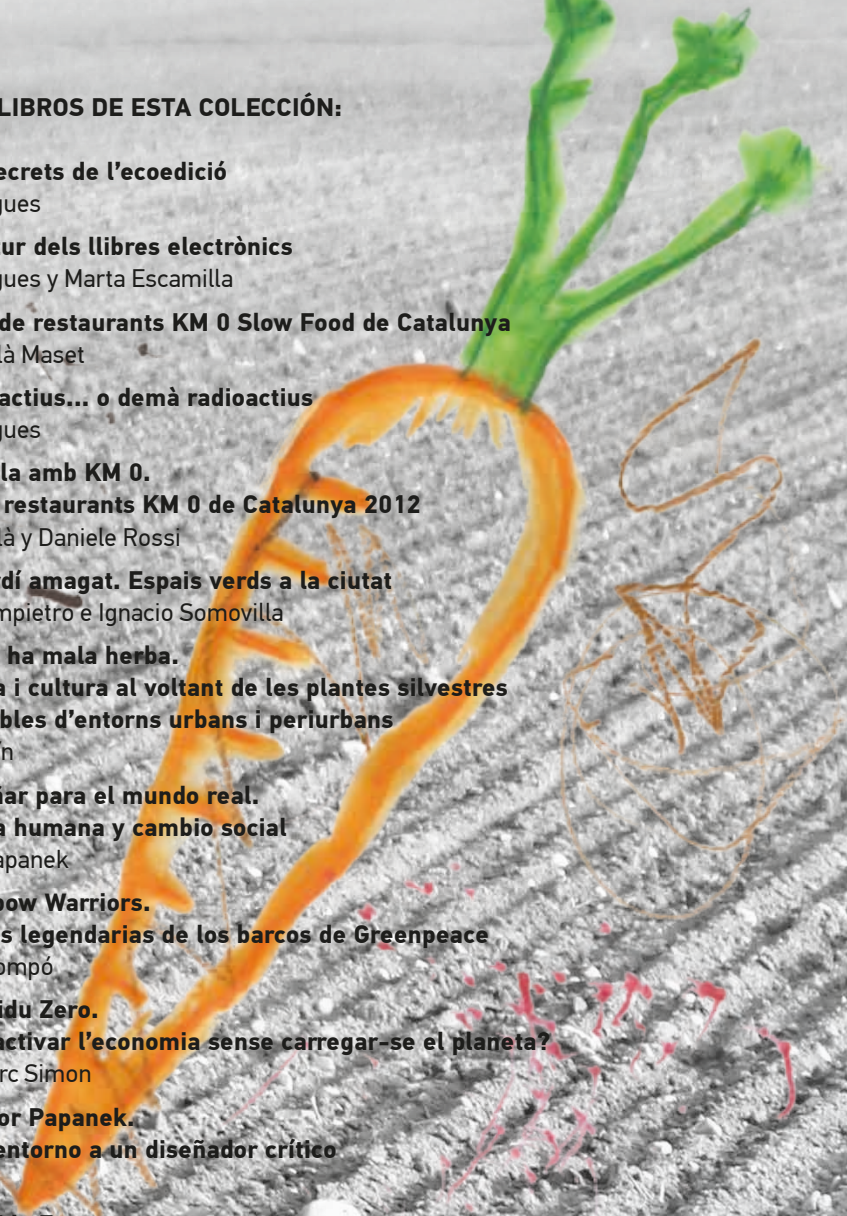 LIBROS DE ESTA COLECCIÓN:
ecrets de l’ecoedició
gues
ur dels llibres electrònics
gues y Marta Escamilla
de restaurants KM 0 Slow Food de Catalunya
là Maset
actius... o demà radioactius
gues
la amb KM 0.
restaurants KM 0 de Catalunya 2012
là y Daniele Rossi
dí amagat. Espais verds a la ciutat
mpietro e Ignacio Somovilla
ha mala herba.
a i cultura al voltant de les plantes silvestres
bles d’entorns urbans i periurbans
n
ñar para el mundo real.
a humana y cambio social
apanek
bow Warriors.
s legendarias de los barcos de Greenpeace
ompó
idu Zero.
activar l’economia sense carregar-se el planeta?
rc Simon
or Papanek.
entorno a un diseñador crítico